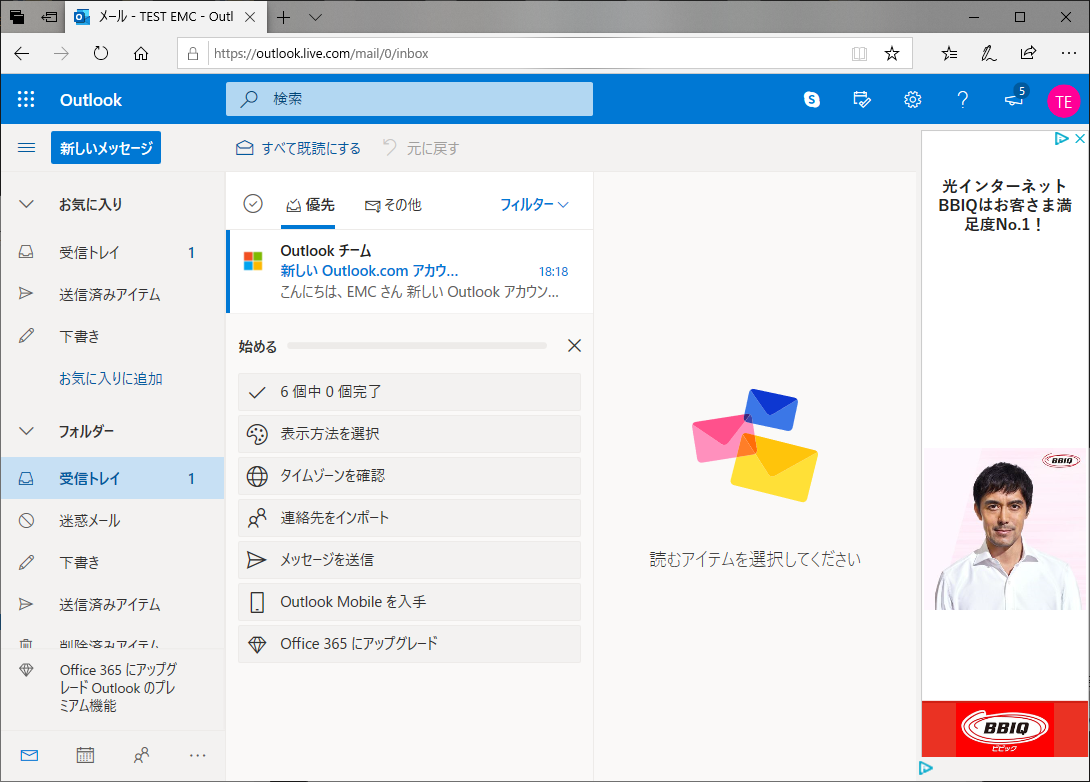 メール - TEST EMC - Outl
https://outlook.live.com/mail/0/inbox
Outlook
検索
5
TE
新しいメッセージ
すべて既読にする
元に戻す
お気に入り
受信トレイ 1
送信済みアイテム
下書き
お気に入りに追加
フォルダー
受信トレイ 1
迷惑メール
下書き
送信済みアイテム
削除済みアイテム
Office 365 にアップグ
レード Outlook のプレ
ミアム機能
優先
その他
フィルター
Outlook チーム
新しい Outlook.com アカウ... 18:18
こんにちは、EMC さん 新しい Outlook アカウン...
始める
6 個中 0 個完了
表示方法を選択
タイムゾーンを確認
連絡先をインポート
メッセージを送信
Outlook Mobile を入手
Office 365 にアップグレード
読むアイテムを選択してください
光インターネット
BBIQはお客さま満
足度No.1！
BBIQ
BBIQ
ビビック